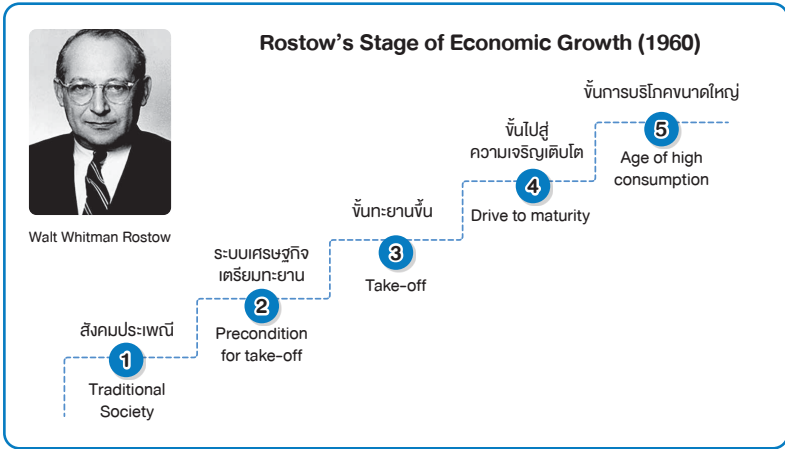 Rostow's Stage of Economic Growth (1960)
Walt Whitman Rostow
สังคมประเพณี
1
Traditional
Society
ระบบเศรษฐกิจ
เตรียมทะยาน
2
Precondition
for take-off
ขั้นทะยานขึ้น
3
Take-off
ขั้นไปสู่
ความเจริญเติบโต
4
Drive to maturity
ขั้นการบริโภคขนาดใหญ่
5
Age of high
consumption